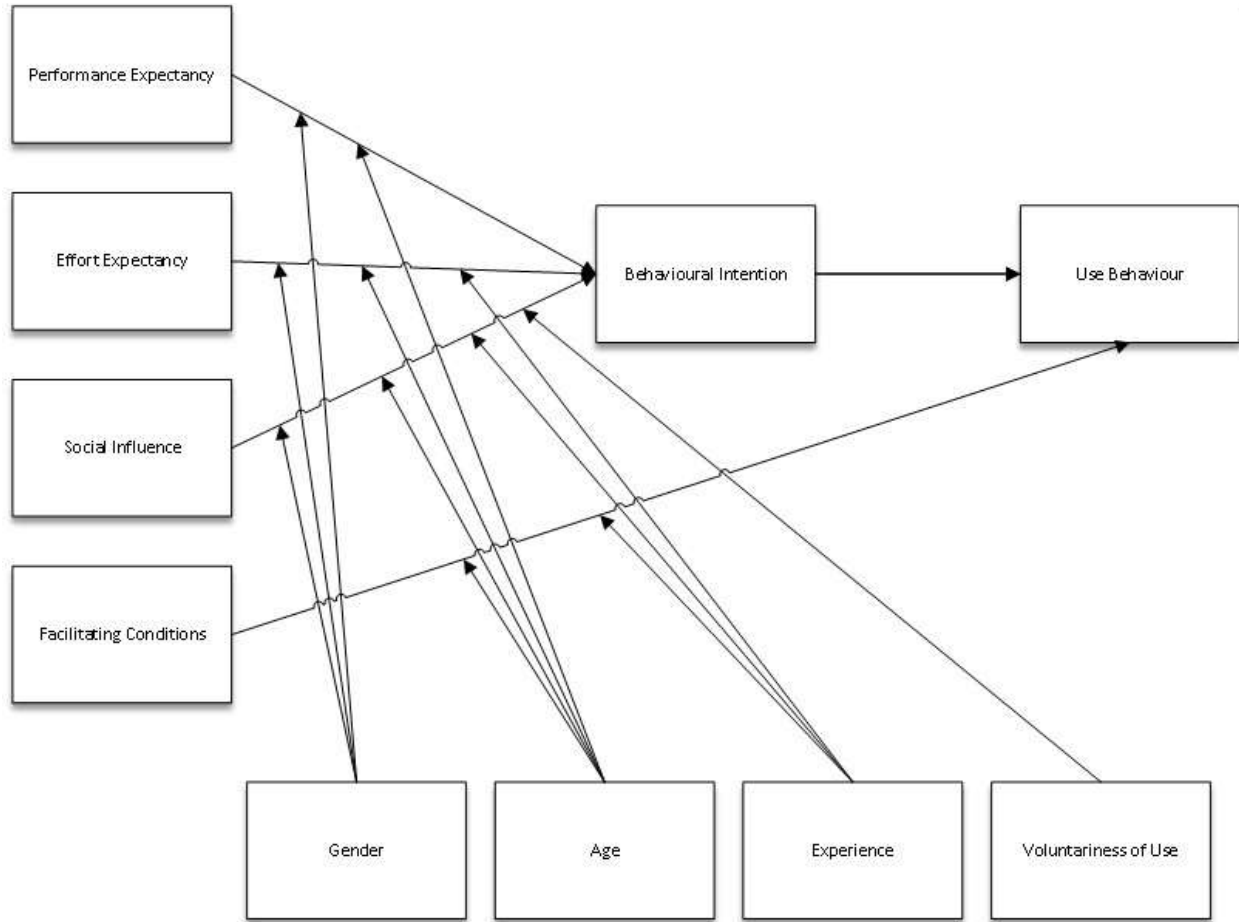 Performance Expectancy
Effort Expectancy
Behavioural Intention
Use Behaviour
Social Influence
Facilitating Conditions
Gender
Age
Experience
Voluntariness of Use